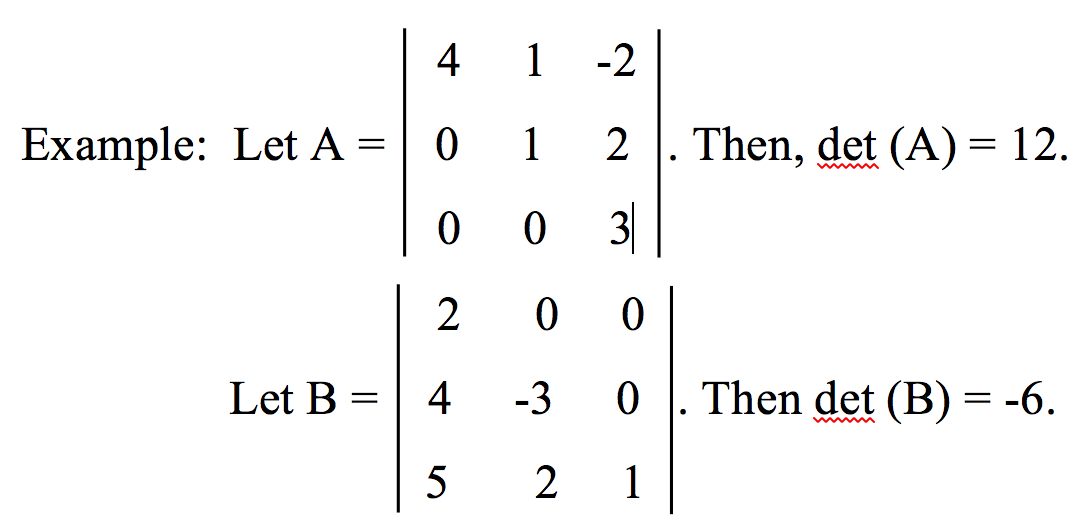 4 1 -2
Example: Let A = 0 1 2 . Then, det (A) = 12.
0 0 3
2 0 0
Let B = 4 -3 0 . Then det (B) = -6.
5 2 1